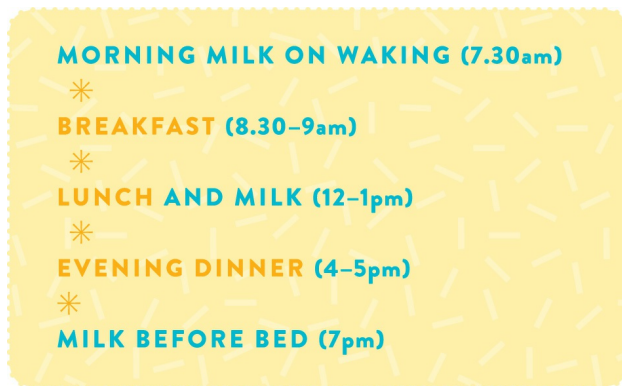 MORNING MILK ON WAKING (7.30am)
BREAKFAST (8.30–9am)
LUNCH AND MILK (12–1pm)
EVENING DINNER (4–5pm)
MILK BEFORE BED (7pm)